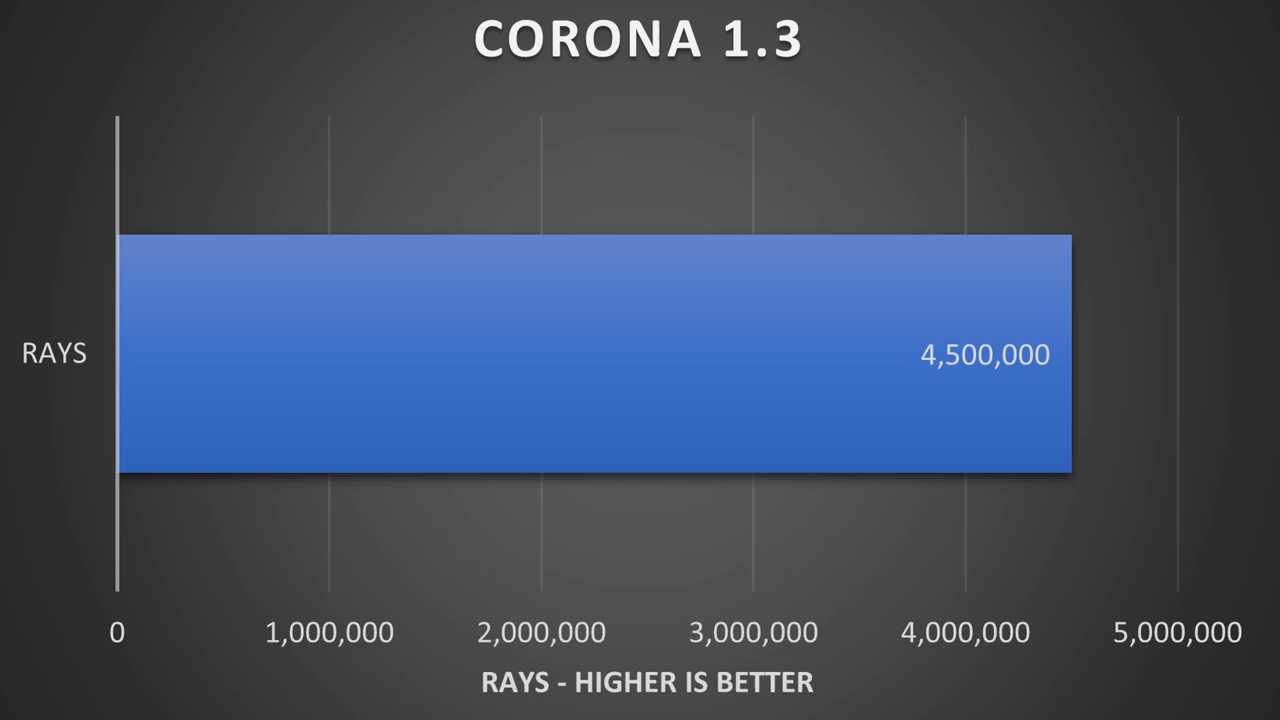 CORONA 1.3
RAYS
4,500,000
0 1,000,000 2,000,000 3,000,000 4,000,000 5,000,000
RAYS - HIGHER IS BETTER